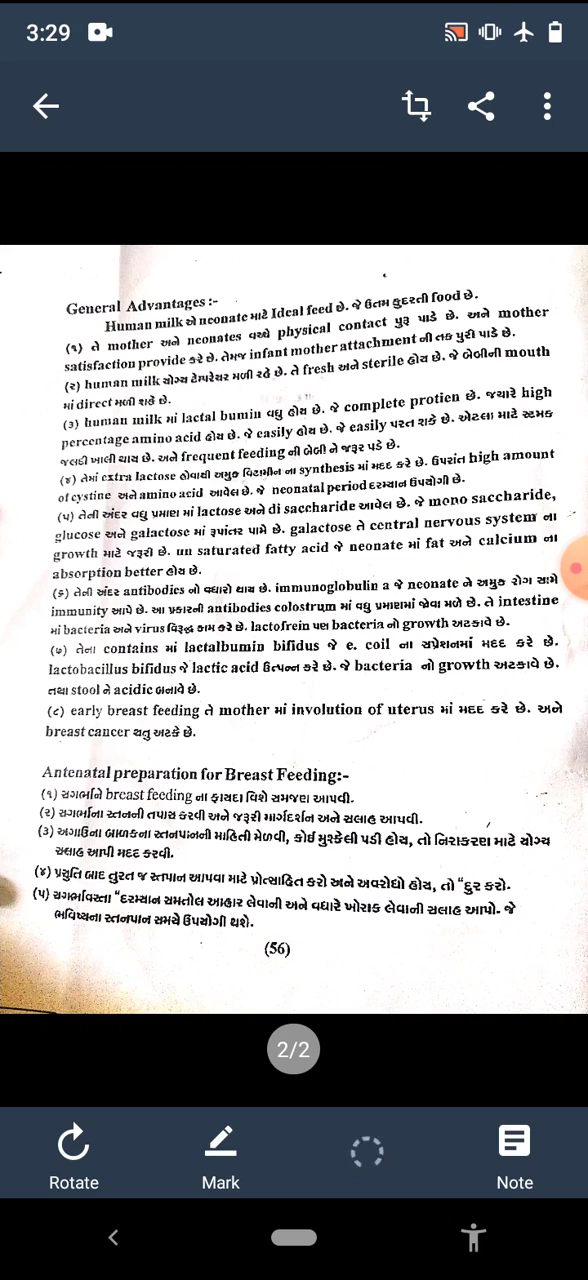 3:29
General Advantages :-
Human milk એ neonate માટે Ideal feed છે. જે ઉતમ કુદરતી food છે.
(૧) તે mother અને neonates વચ્ચે physical contact પુરૂ પાડે છે. અને mother
satisfaction provide કરે છે. તેમજ infant mother attachment ની તક પુરી પાડે છે.
(૨) human milk યોગ્ય ટેમ્પરેચર મળી રહે છે. તે fresh અને sterile હોય છે. જે બેબીની mouth
માં direct મળી શકે છે.
(૩) human milk માં lactal bumin વધુ હોય છે. જે complete protien છે. જયારે high
percentage amino acid હોય છે. જે easily હોય છે. જે easily પરત શકે છે. એટલા માટે સ્ટમક
જલદી ખાલી થાય છે. અને frequent feeding ની બેબી ને જરૂર પડે છે.
(૪) તેમાં extra lactose હોવાથી અમુક વિટામીન ના synthesis માં મદદ કરે છે. ઉપરાંત high amount
of cystine અને amino acid આવેલ છે. જે neonatal period દરમ્યાન ઉપયોગી છે.
(૫) તેની અંદર વધુ પ્રમાણ માં lactose અને di saccharide આવેલ છે. જે mono saccharide,
glucose અને galactose માં રૂપાંતર પામે છે. galactose તે central nervous system ના
growth માટે જરૂરી છે. un saturated fatty acid જે neonate માં fat અને calcium ના
absorption better હોય છે.
(૬) તેની અંદર antibodies નો વધારો થાય છે. immunoglobulin a જે neonate ને અમુક રોગ સામે
immunity આપે છે. આ પ્રકારની antibodies colostrum માં વધુ પ્રમાણમાં જોવા મળે છે. તે intestine
માં bacteria અને virus વિરૂદ્ધ કામ કરે છે. lactofrein પણ bacteria નો growth અટકાવે છે.
(૭) તેના contains માં lactalbumin bifidus જે e. coil ના સપ્રેશનમાં મદદ કરે છે.
lactobacillus bifidus જે lactic acid ઉત્પન્ન કરે છે. જે bacteria નો growth અટકાવે છે.
તથા stool ને acidic બનાવે છે.
(૮) early breast feeding તે mother માં involution of uterus માં મદદ કરે છે. અને
breast cancer થતુ અટકે છે.
Antenatal preparation for Breast Feeding:-
(૧) સગર્ભાને breast feeding ના ફાયદા વિશે સમજણ આપવી.
(૨) સગર્ભાના સ્તનની તપાસ કરવી અને જરૂરી માર્ગદર્શન અને સલાહ આપવી.
(૩) અગાઉના બાળકના સ્તનપાનની માહિતી મેળવી, કોઈ મુશ્કેલી પડી હોય, તો નિરાકરણ માટે યોગ્ય
સલાહ આપી મદદ કરવી.
(૪) પ્રસુતિ બાદ તુરત જ સ્તપાન આપવા માટે પ્રોત્સાહિત કરો અને અવરોધો હોય, તો "દુર કરો.
(૫) સગર્ભાવસ્તા "દરમ્યાન સમતોલ આહાર લેવાની અને વધારે ખોરાક લેવાની સલાહ આપો. જે
ભવિષ્યના સ્તનપાન સમયે ઉપયોગી થશે.
(56)
2/2
Rotate
Mark
Note